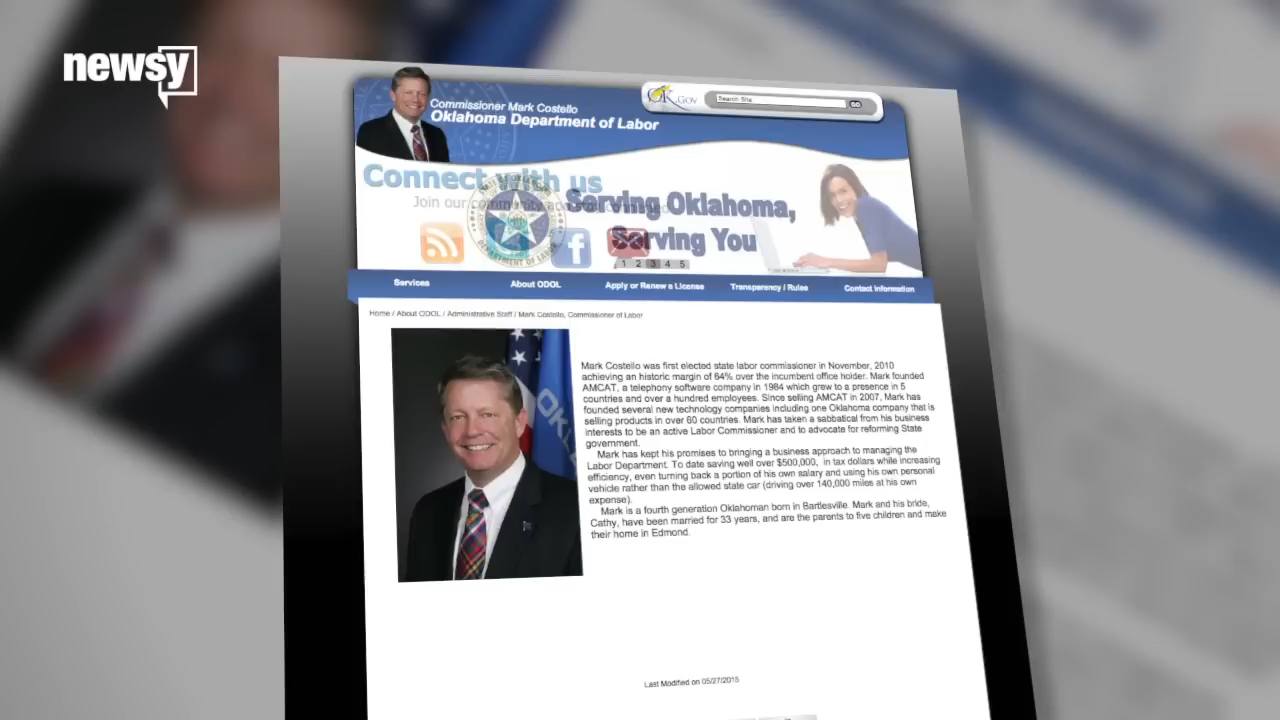 newsy
Commissioner Mark Costello
Oklahoma Department of Labor
OK.Gov
Search Site
GO
Connect with us
Join our community and
Serving Oklahoma,
Serving You
1 2 3 4 5
DEPARTMENT OF LABOR
Services
About ODOL
Apply or Renew a License
Transparency / Rules
Contact Information
Home / About ODOL / Administrative Staff / Mark Costello, Commissioner of Labor
Mark Costello was first elected state labor commissioner in November, 2010
achieving an historic margin of 64% over the incumbent office holder. Mark founded
AMCAT, a telephony software company in 1984 which grew to a presence in 5
countries and over a hundred employees. Since selling AMCAT in 2007, Mark has
founded several new technology companies including one Oklahoma company that is
selling products in over 60 countries. Mark has taken a sabbatical from his business
interests to be an active Labor Commissioner and to advocate for reforming State
government.
Mark has kept his promises to bringing a business approach to managing the
Labor Department. To date saving well over $500,000, in tax dollars while increasing
efficiency, even turning back a portion of his own salary and using his own personal
vehicle rather than the allowed state car (driving over 140,000 miles at his own
expense).
Mark is a fourth generation Oklahoman born in Bartlesville. Mark and his bride,
Cathy, have been married for 33 years, and are the parents to five children and make
their home in Edmond.
Last Modified on 05/27/2015